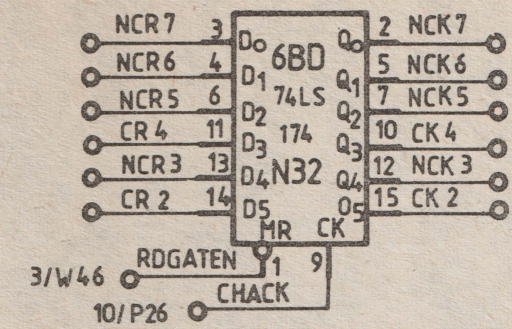 NCR7 3 D0 6BD Q0 2 NCK7
NCR6 4 D1 74LS Q1 5 NCK6
NCR5 6 D2 174 Q2 7 NCK5
CR4 11 D3 Q3 10 CK4
NCR3 13 D4 N32 Q4 12 NCK3
CR2 14 D5 Q5 15 CK2
MR CK
3/W46 RDGATEN 1 9
10/P26 CHACK